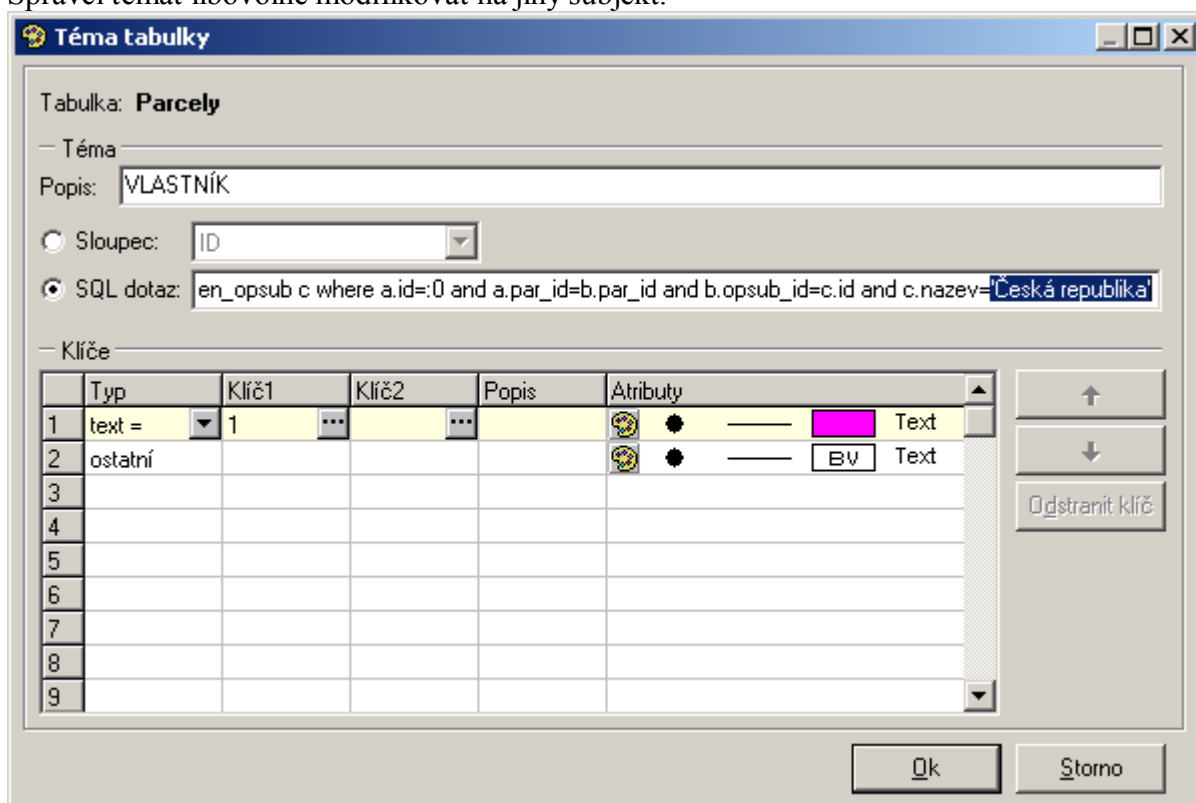 Správci témat libovolně modifikovat na jiný subjekt.
Téma tabulky
Tabulka: Parcely
Téma
Popis: VLASTNÍK
Sloupec: ID
SQL dotaz: en_opsub c where a.id=:0 and a.par_id=b.par_id and b.opsub_id=c.id and c.nazev='Česká republika'
Klíče
Typ Klíč1 Klíč2 Popis Atributy
1 text = 1 ... ... Text
2 ostatní BV Text
3
4
5
6
7
8
9
Odstranit klíč
Ok Storno